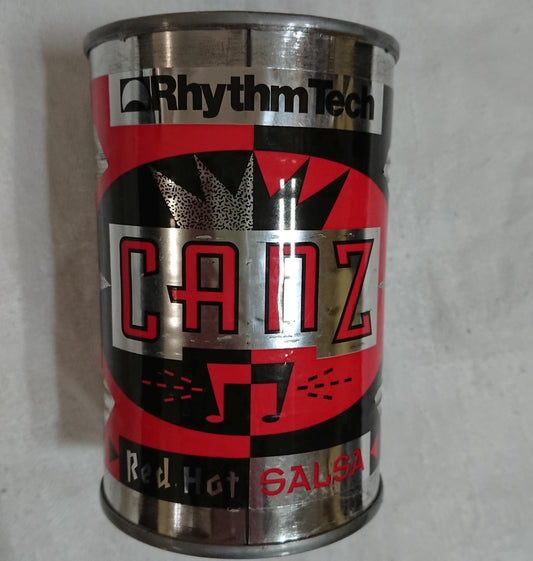 RhythmTech
CANZ
Red Hot SALSA